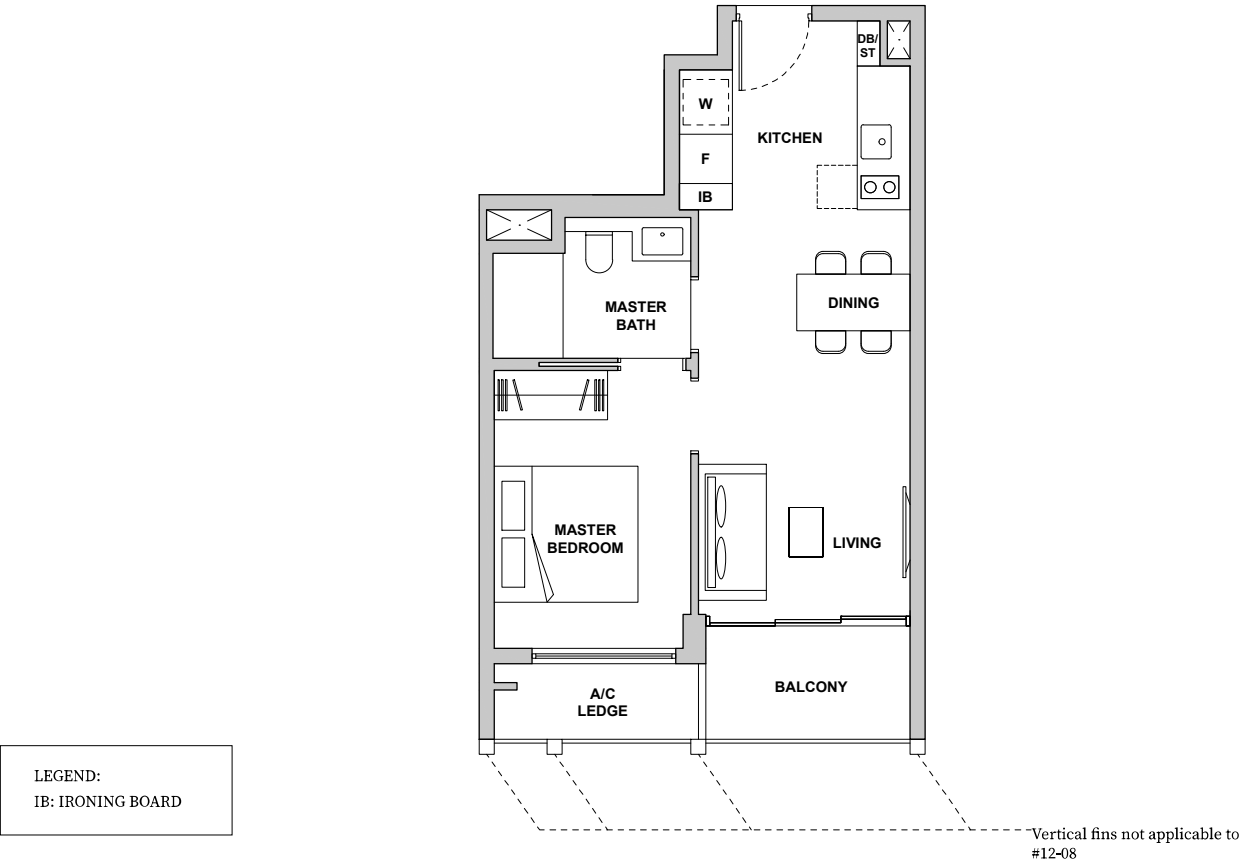 DB/
ST
W
KITCHEN
F
IB
DINING
MASTER
BATH
MASTER
BEDROOM
LIVING
BALCONY
A/C
LEDGE
LEGEND:
IB: IRONING BOARD
Vertical fins not applicable to
#12-08